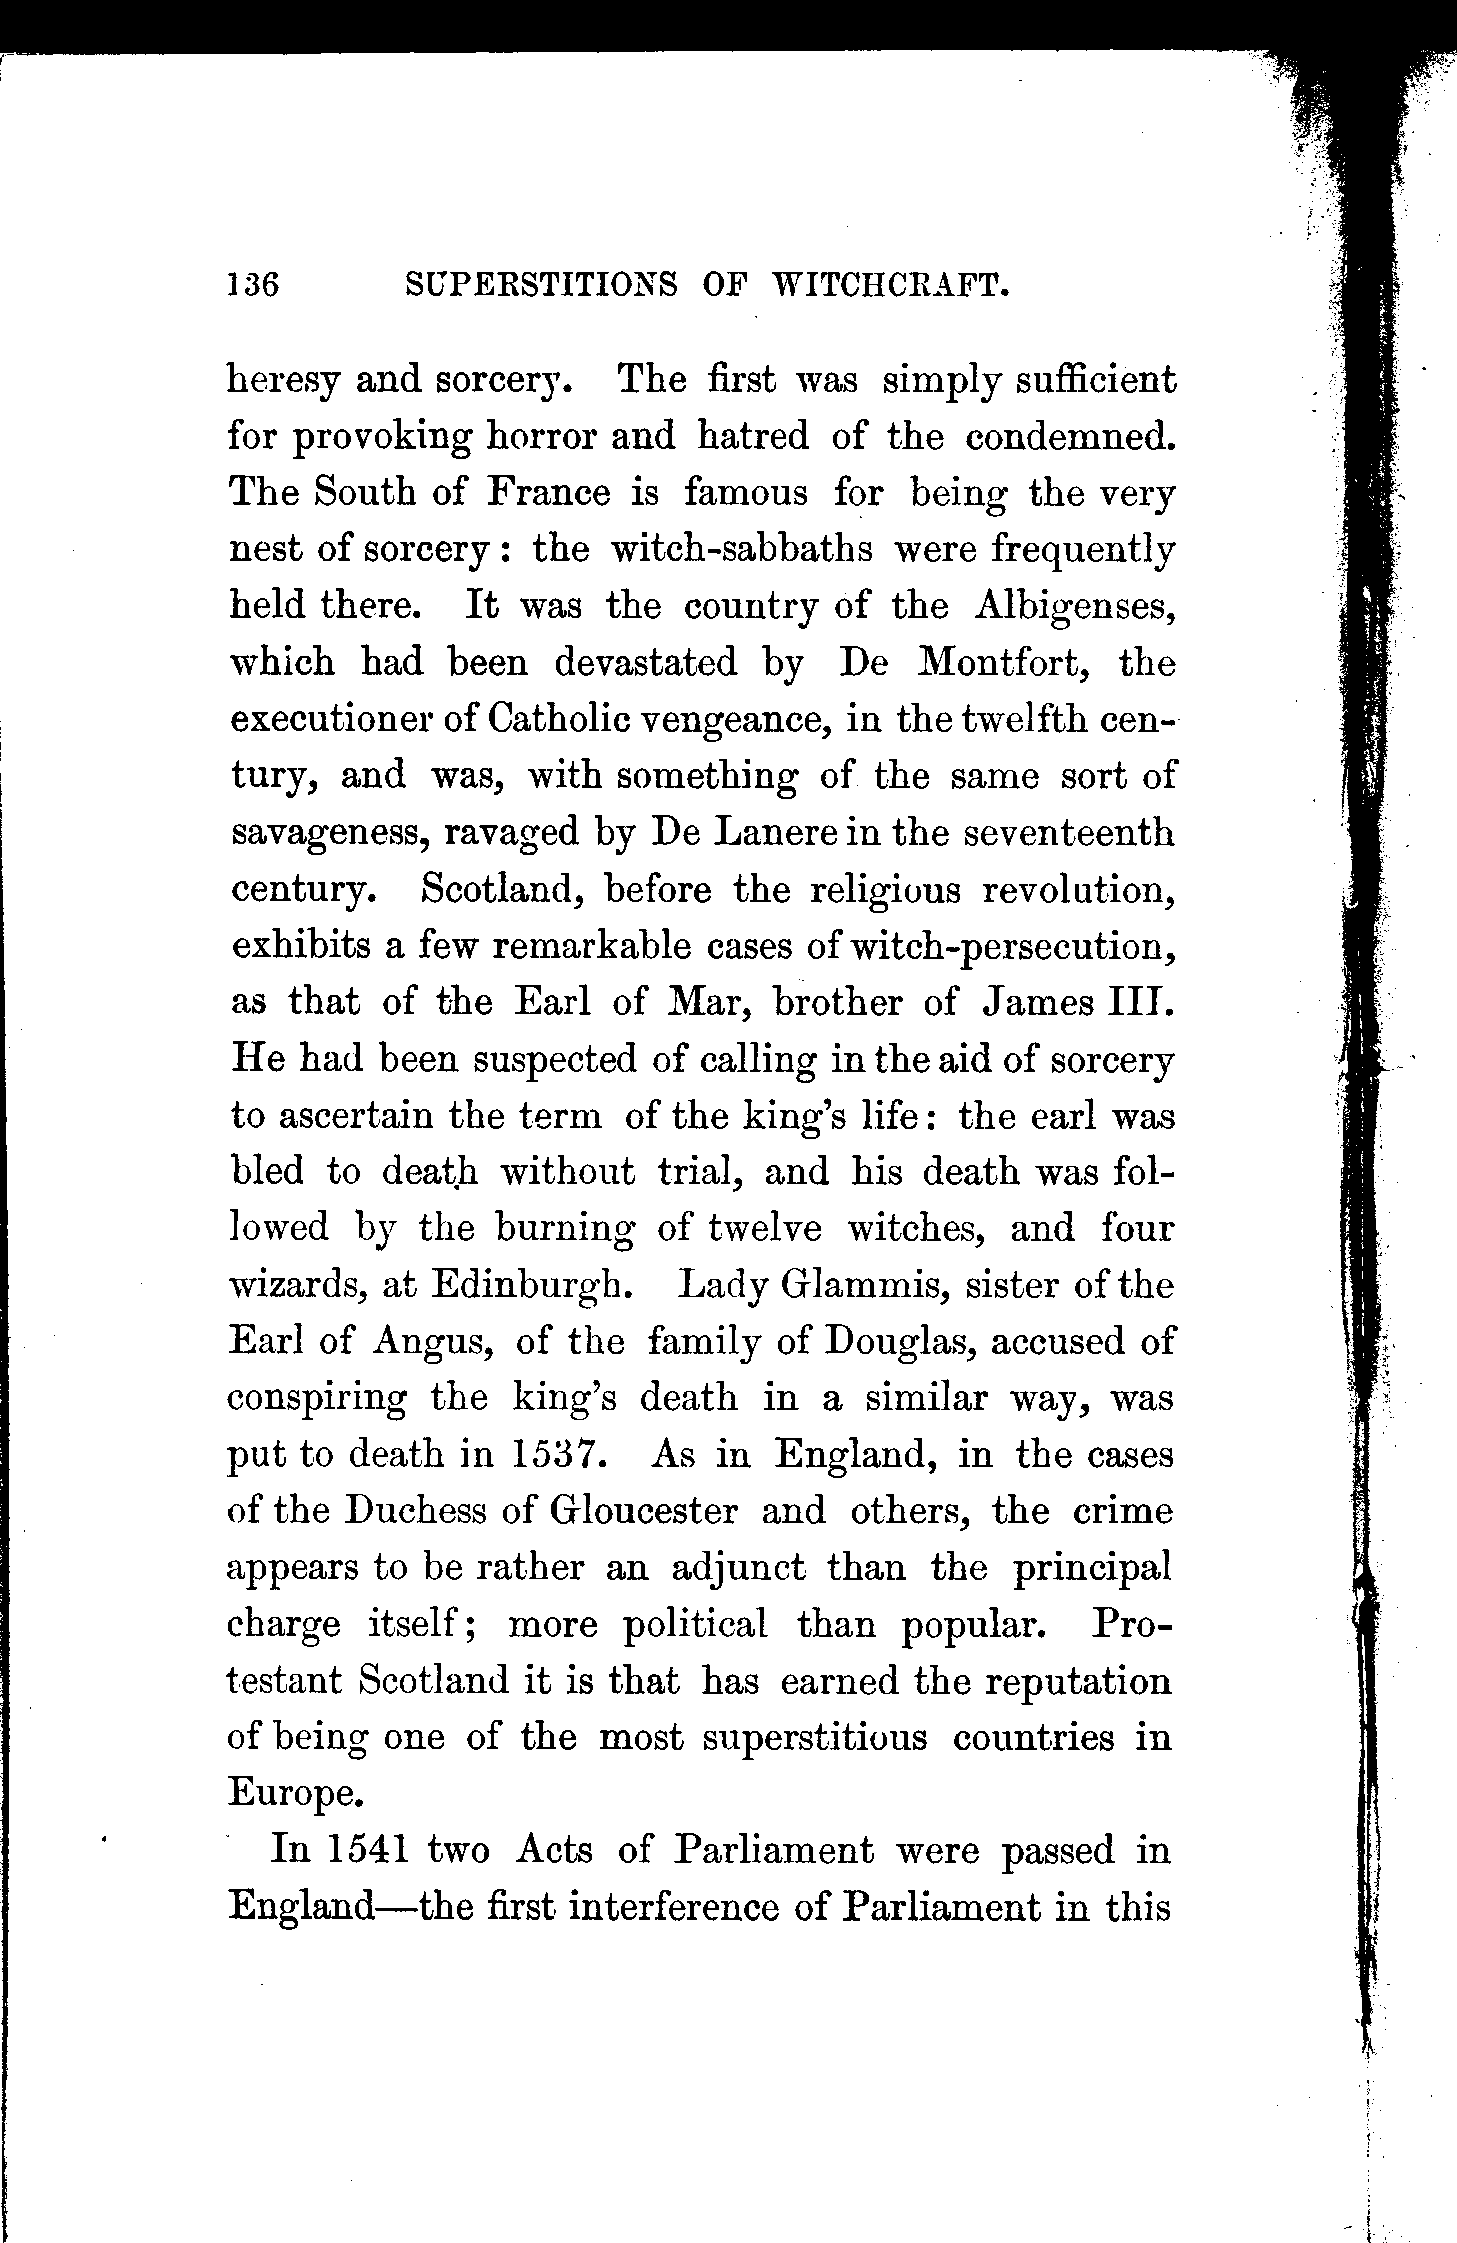 136 SUPERSTITIONS OF WITCHCRAFT.
heresy and sorcery. The first was simply sufficient
for provoking horror and hatred of the condemned.
The South of France is famous for being the very
nest of sorcery : the witch-sabbaths were frequently
held there. It was the country of the Albigenses,
which had been devastated by De Montfort, the
executioner of Catholic vengeance, in the twelfth cen-
tury, and was, with something of the same sort of
savageness, ravaged by De Lanere in the seventeenth
century. Scotland, before the religious revolution,
exhibits a few remarkable cases of witch-persecution,
as that of the Earl of Mar, brother of James III.
He had been suspected of calling in the aid of sorcery
to ascertain the term of the king's life : the earl was
bled to death without trial, and his death was fol-
lowed by the burning of twelve witches, and four
wizards, at Edinburgh. Lady Glammis, sister of the
Earl of Angus, of the family of Douglas, accused of
conspiring the king's death in a similar way, was
put to death in 1537. As in England, in the cases
of the Duchess of Gloucester and others, the crime
appears to be rather an adjunct than the principal
charge itself ; more political than popular. Pro-
testant Scotland it is that has earned the reputation
of being one of the most superstitious countries in
Europe.
In 1541 two Acts of Parliament were passed in
England—the first interference of Parliament in this